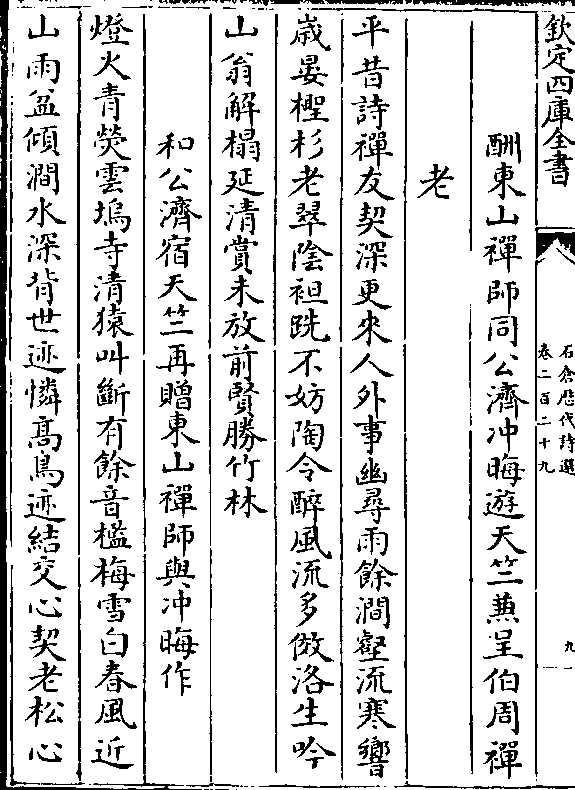 欽定四庫全書
石倉歷代詩選
卷二百二十九
九
酬東山禪師同公濟冲晦遊天竺蕪呈伯周禪
老
平昔詩禪友契深更來人外事幽尋雨餘澗壑流寒響
歲晏檉杉老翠陰袒跣不妨陶令醉風流多倣洛生吟
山翁解榻延清賞未放前賢勝竹林
和公濟宿天竺再贈東山禪師與冲晦作
燈火青熒雲塢寺清猿呌斷有餘音檻梅雪白春風近
山雨盆傾澗水深背世迹憐髙鳥迹結交心契老松心